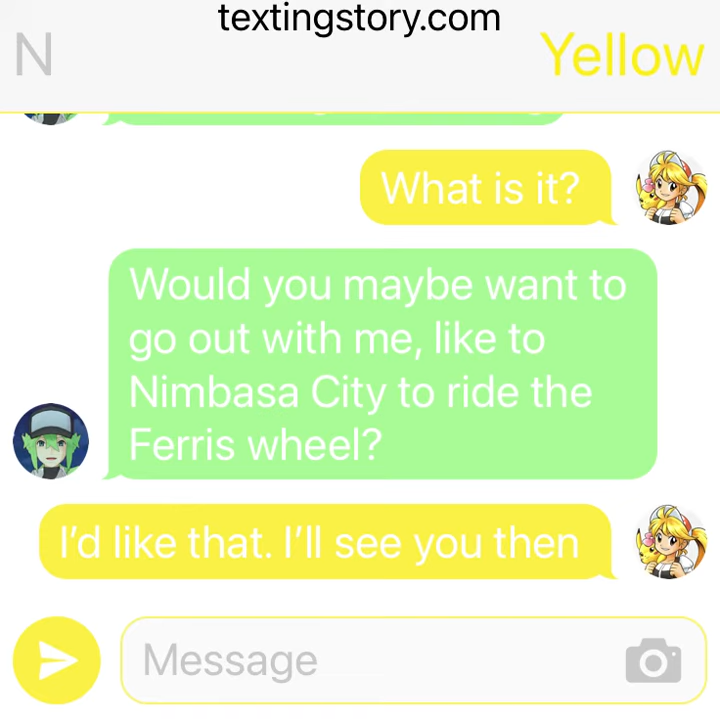 textingstory.com
N
Yellow
What is it?
Would you maybe want to
go out with me, like to
Nimbasa City to ride the
Ferris wheel?
I’d like that. I’ll see you then
Message